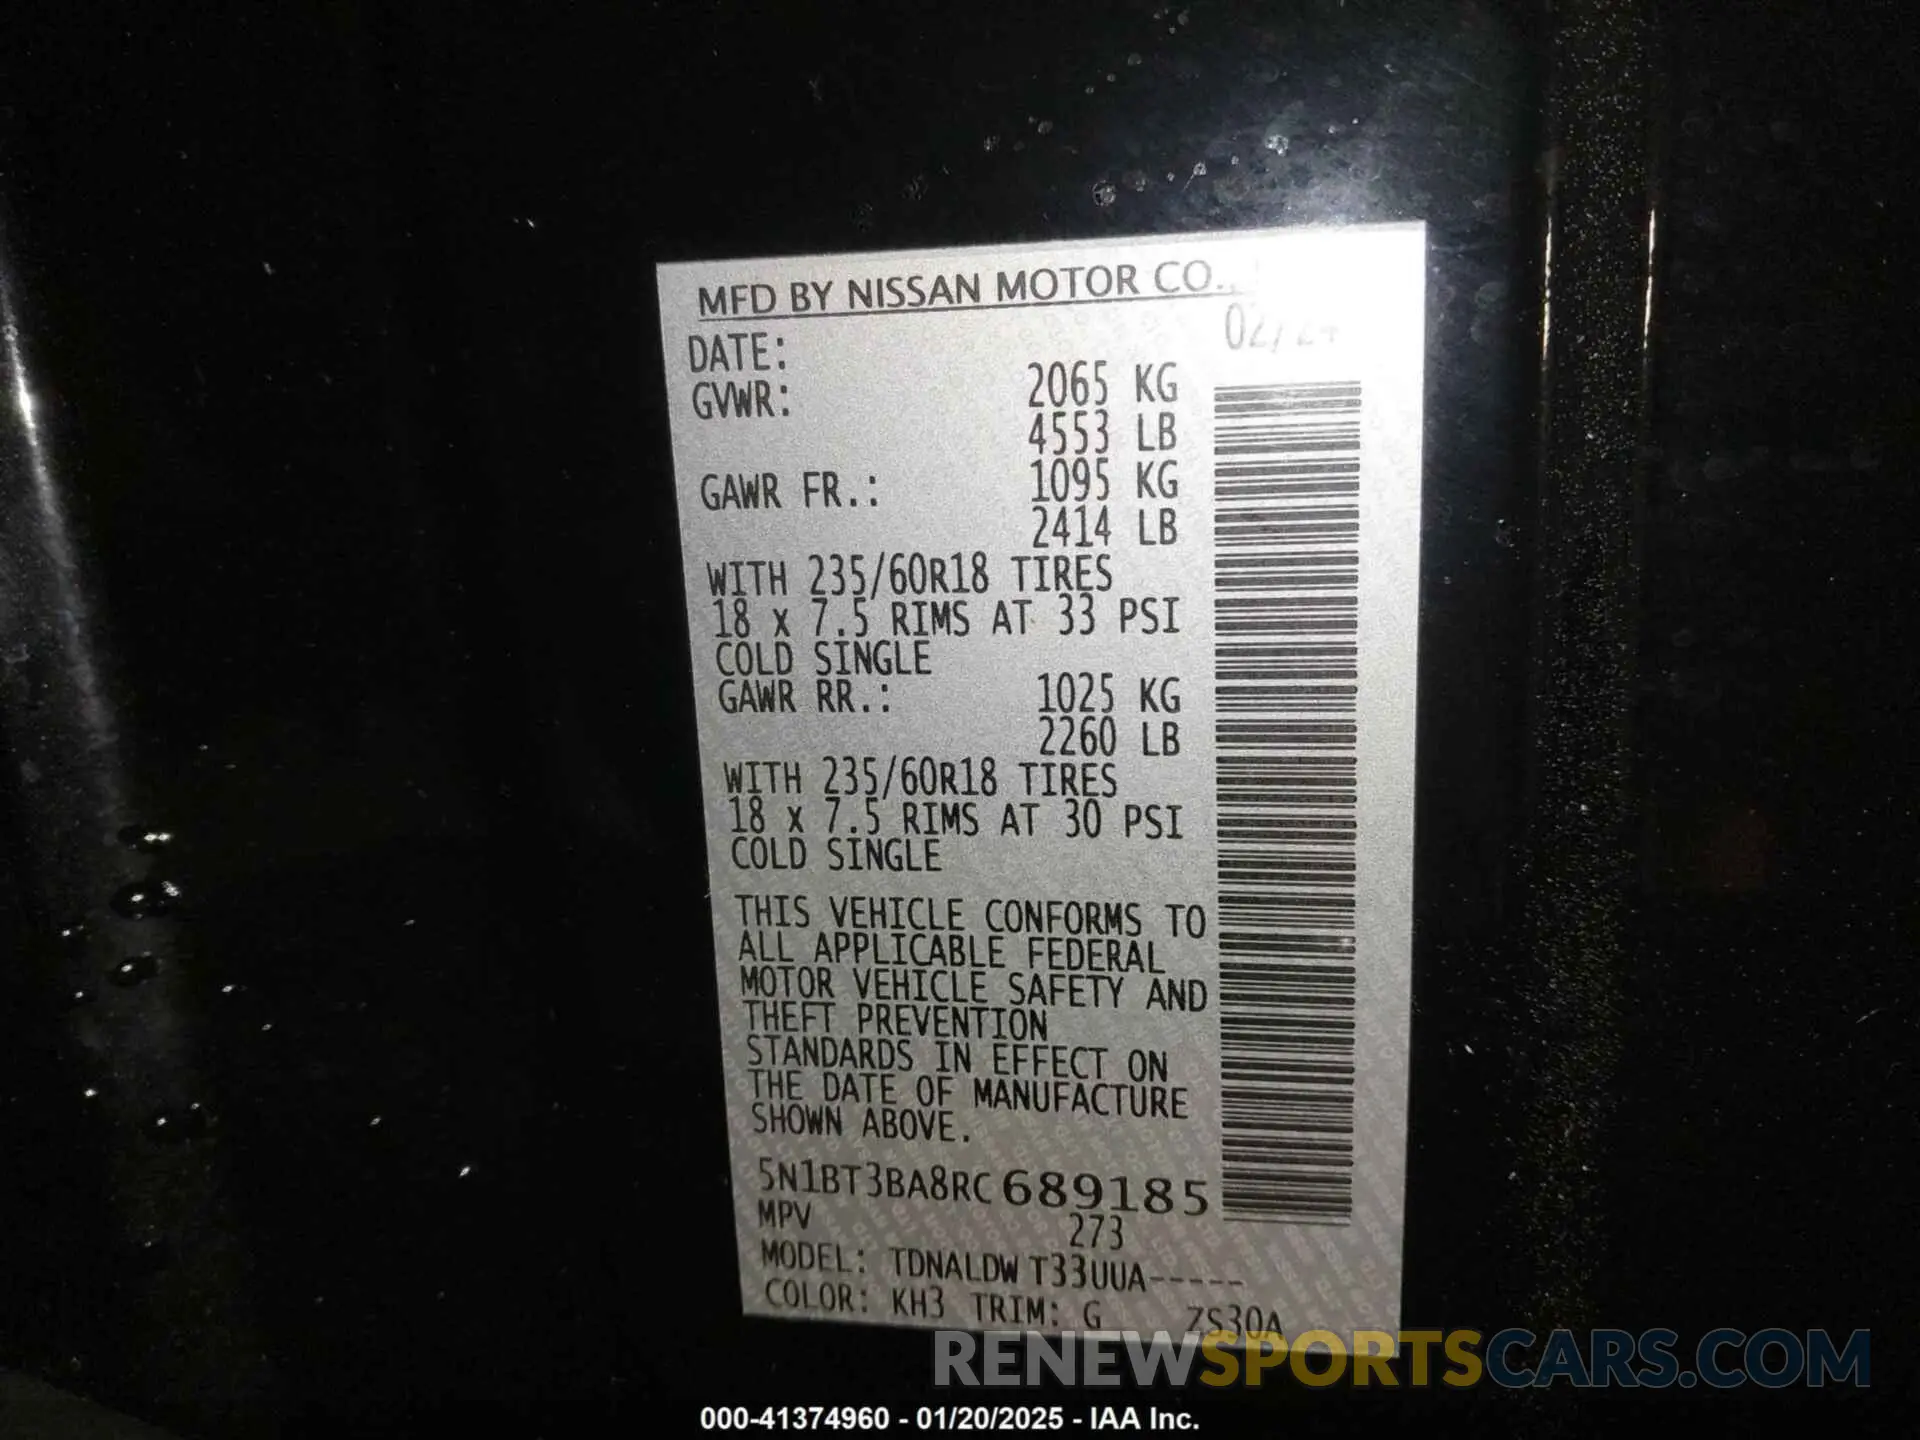 MFD BY NISSAN MOTOR CO.,
DATE: 02/24
GVWR: 2065 KG
4553 LB
GAWR FR.: 1095 KG
2414 LB
WITH 235/60R18 TIRES
18 x 7.5 RIMS AT 33 PSI
COLD SINGLE
GAWR RR.: 1025 KG
2260 LB
WITH 235/60R18 TIRES
18 x 7.5 RIMS AT 30 PSI
COLD SINGLE
THIS VEHICLE CONFORMS TO
ALL APPLICABLE FEDERAL
MOTOR VEHICLE SAFETY AND
THEFT PREVENTION
STANDARDS IN EFFECT ON
THE DATE OF MANUFACTURE
SHOWN ABOVE.
5N1BT3BA8RC689185
MPV 273
MODEL: TDNALDW T33UUA-----
COLOR: KH3 TRIM: G ZS30A
RENEWSPORTSCARS.COM
000-41374960 - 01/20/2025 - IAA Inc.